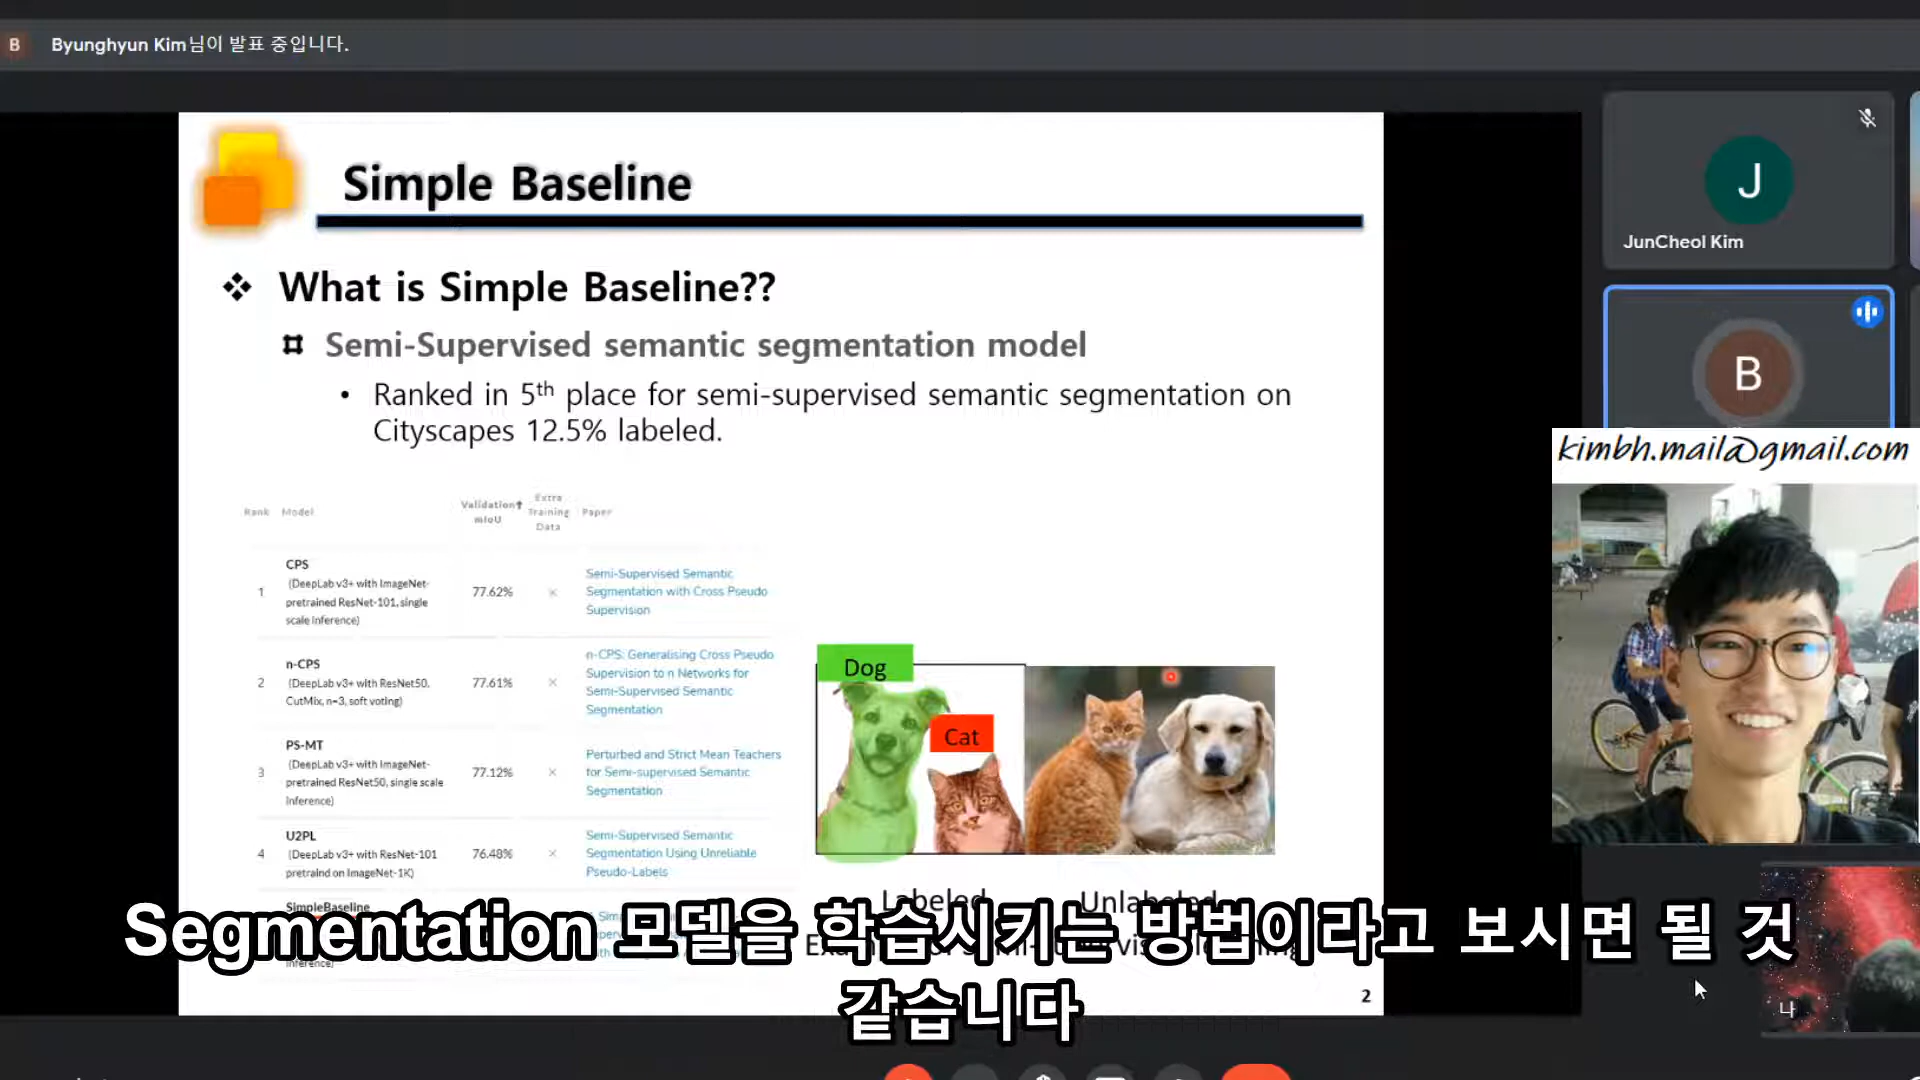 B Byunghyun Kim님이 발표 중입니다.
Simple Baseline
What is Simple Baseline??
Semi-Supervised semantic segmentation model
• Ranked in 5th place for semi-supervised semantic segmentation on
Cityscapes 12.5% labeled.
Rank Model Validation↑ mIoU Extra Training Data Paper
CPS
(DeepLab v3+ with ImageNet-
1 pretrained ResNet-101, single 77.62% ×
scale inference)
Semi-Supervised Semantic
Segmentation with Cross Pseudo
Supervision
n-CPS
2 (DeepLab v3+ with ResNet50, 77.61% ×
CutMix, n=3, soft voting)
n-CPS: Generalising Cross Pseudo
Supervision to n Networks for
Semi-Supervised Semantic
Segmentation
PS-MT
(DeepLab v3+ with ImageNet-
3 pretrained ResNet50, single scale 77.12% ×
inference)
Perturbed and Strict Mean Teachers
for Semi-supervised Semantic
Segmentation
U2PL
4 (DeepLab v3+ with ResNet-101 76.48% ×
pretraind on ImageNet-1K)
Semi-Supervised Semantic
Segmentation Using Unreliable
Pseudo-Labels
SimpleBaseline
inference)
Dog
Cat
Labeled Unlabeled
2
J
JunCheol Kim
B
kimbh.mail@gmail.com
나
Segmentation 모델을 학습시키는 방법이라고 보시면 될 것
같습니다